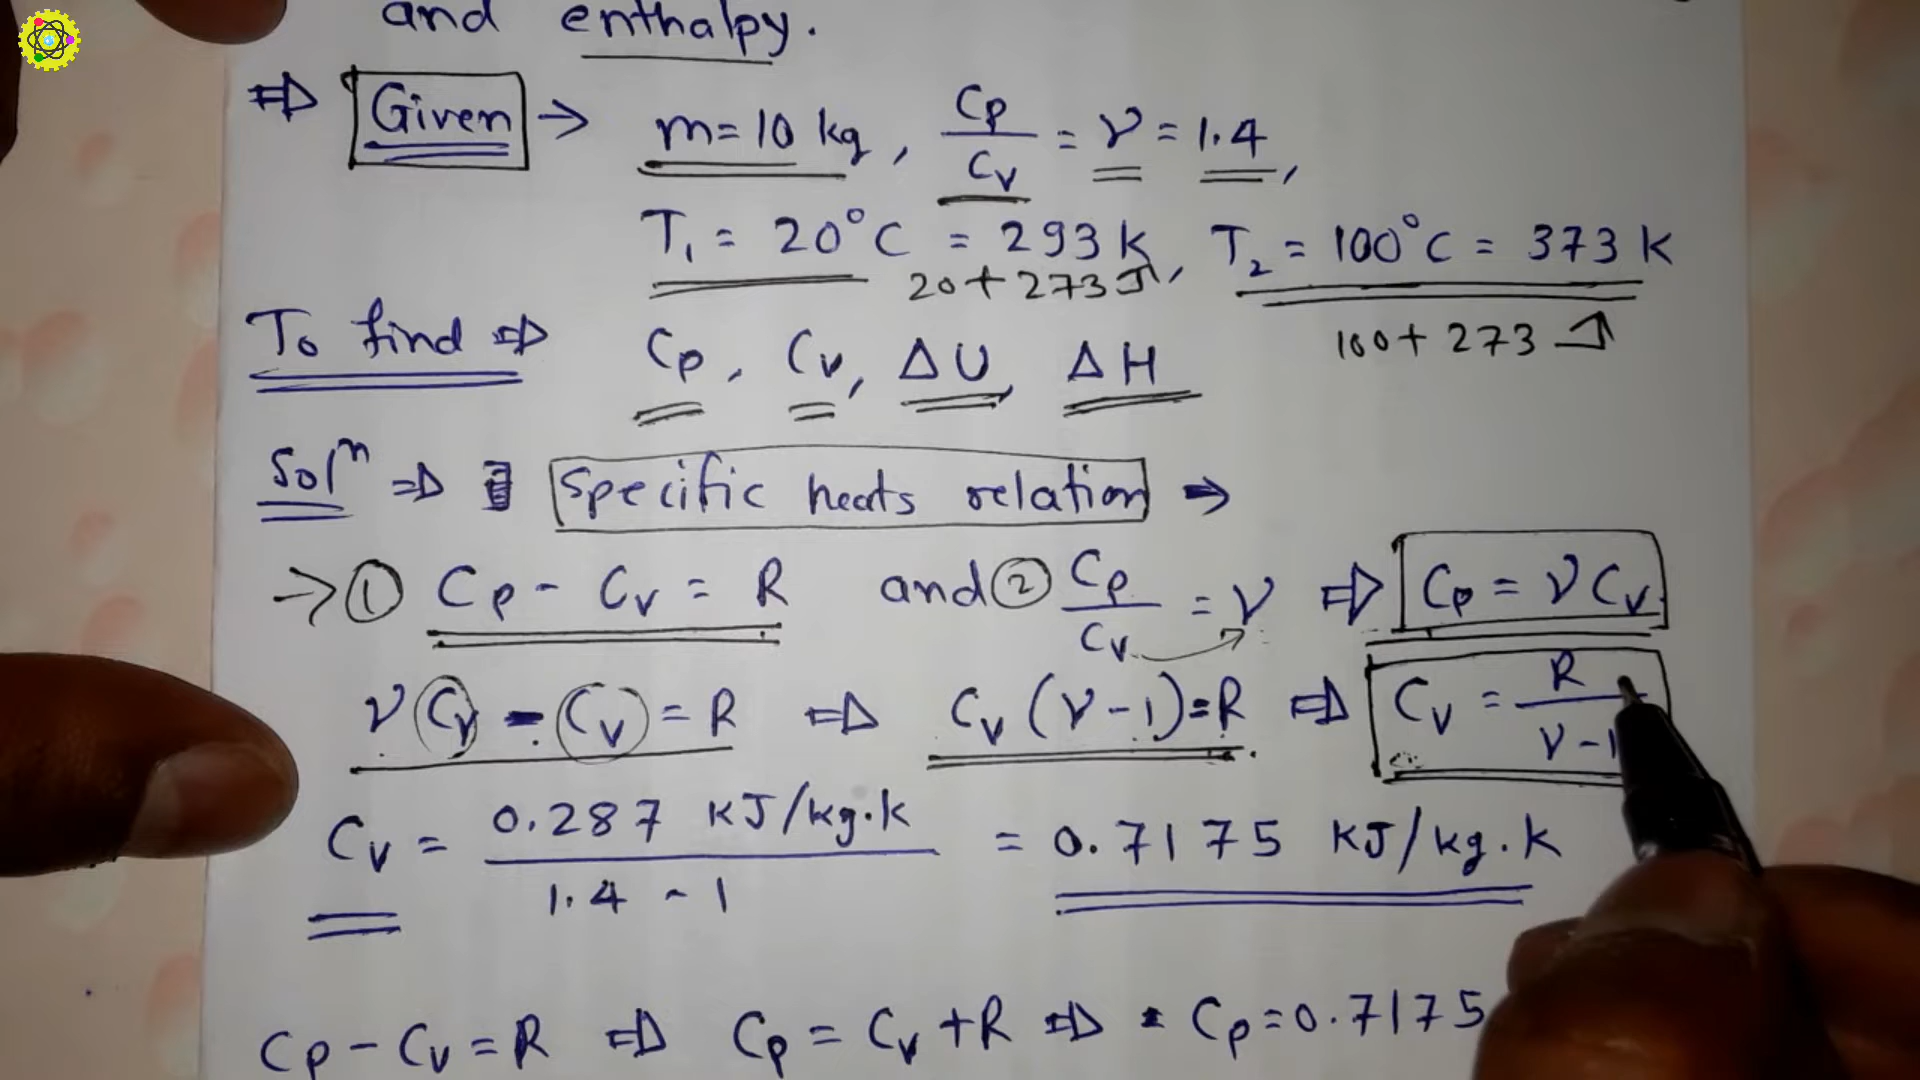 and enthalpy.
⇒ Given → m = 10 kg, Cp/Cv = γ = 1.4,
T₁ = 20°C = 293 K, T₂ = 100°C = 373 K
20 + 273
100 + 273
To find ⇒ Cp, Cv, ΔU, ΔH
Solⁿ ⇒ Specific heats relation →
→ ① Cp - Cv = R and ② Cp/Cv = γ ⇒ Cp = γ Cv
γ Cv - Cv = R ⇒ Cv (γ - 1) = R ⇒ Cv = R/γ - 1
Cv = 0.287 KJ/kg.k / 1.4 - 1 = 0.7175 KJ/kg.k
Cp - Cv = R ⇒ Cp = Cv + R ⇒ Cp = 0.7175